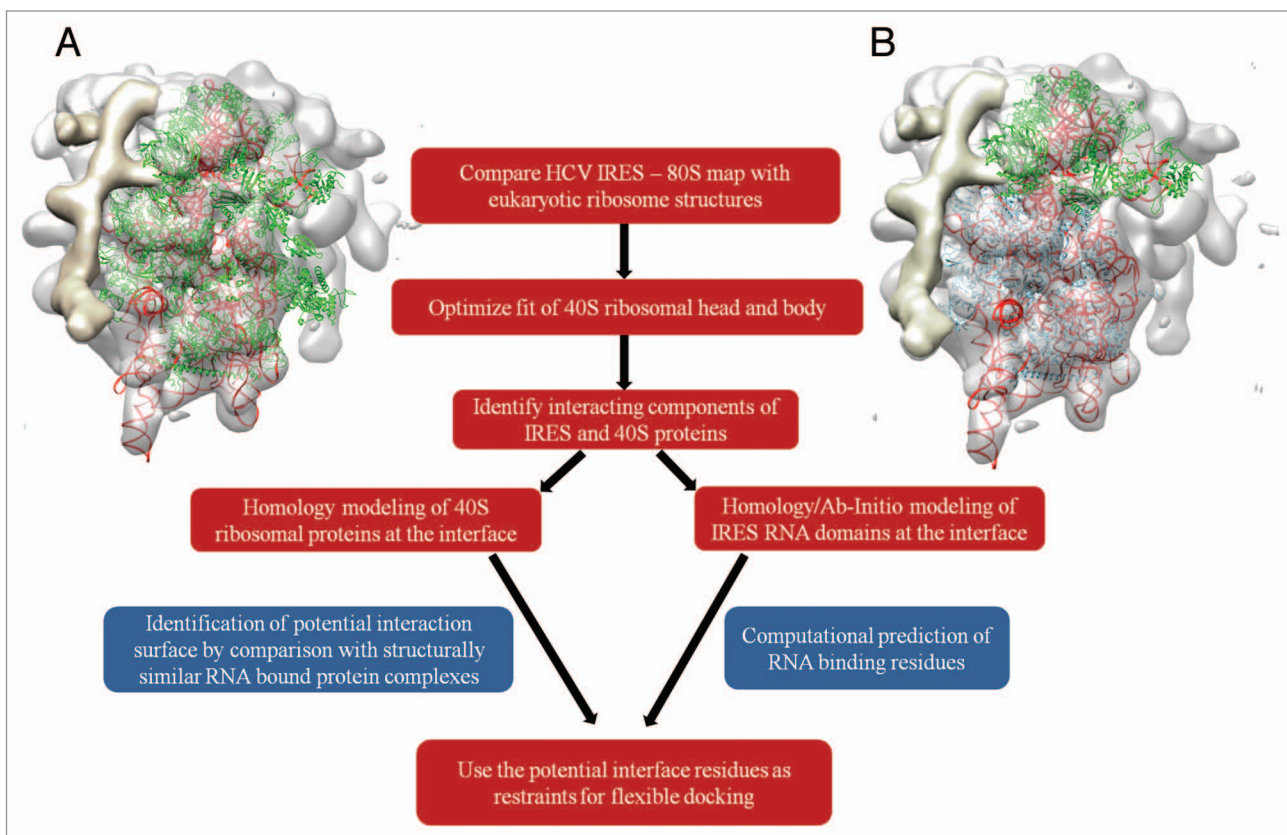 A
B
Compare HCV IRES – 80S map with
eukaryotic ribosome structures
Optimize fit of 40S ribosomal head and body
Identify interacting components of
IRES and 40S proteins
Homology modeling of 40S
ribosomal proteins at the interface
Homology/Ab-Initio modeling of
IRES RNA domains at the interface
Identification of potential interaction
surface by comparison with structurally
similar RNA bound protein complexes
Computational prediction of
RNA binding residues
Use the potential interface residues as
restraints for flexible docking